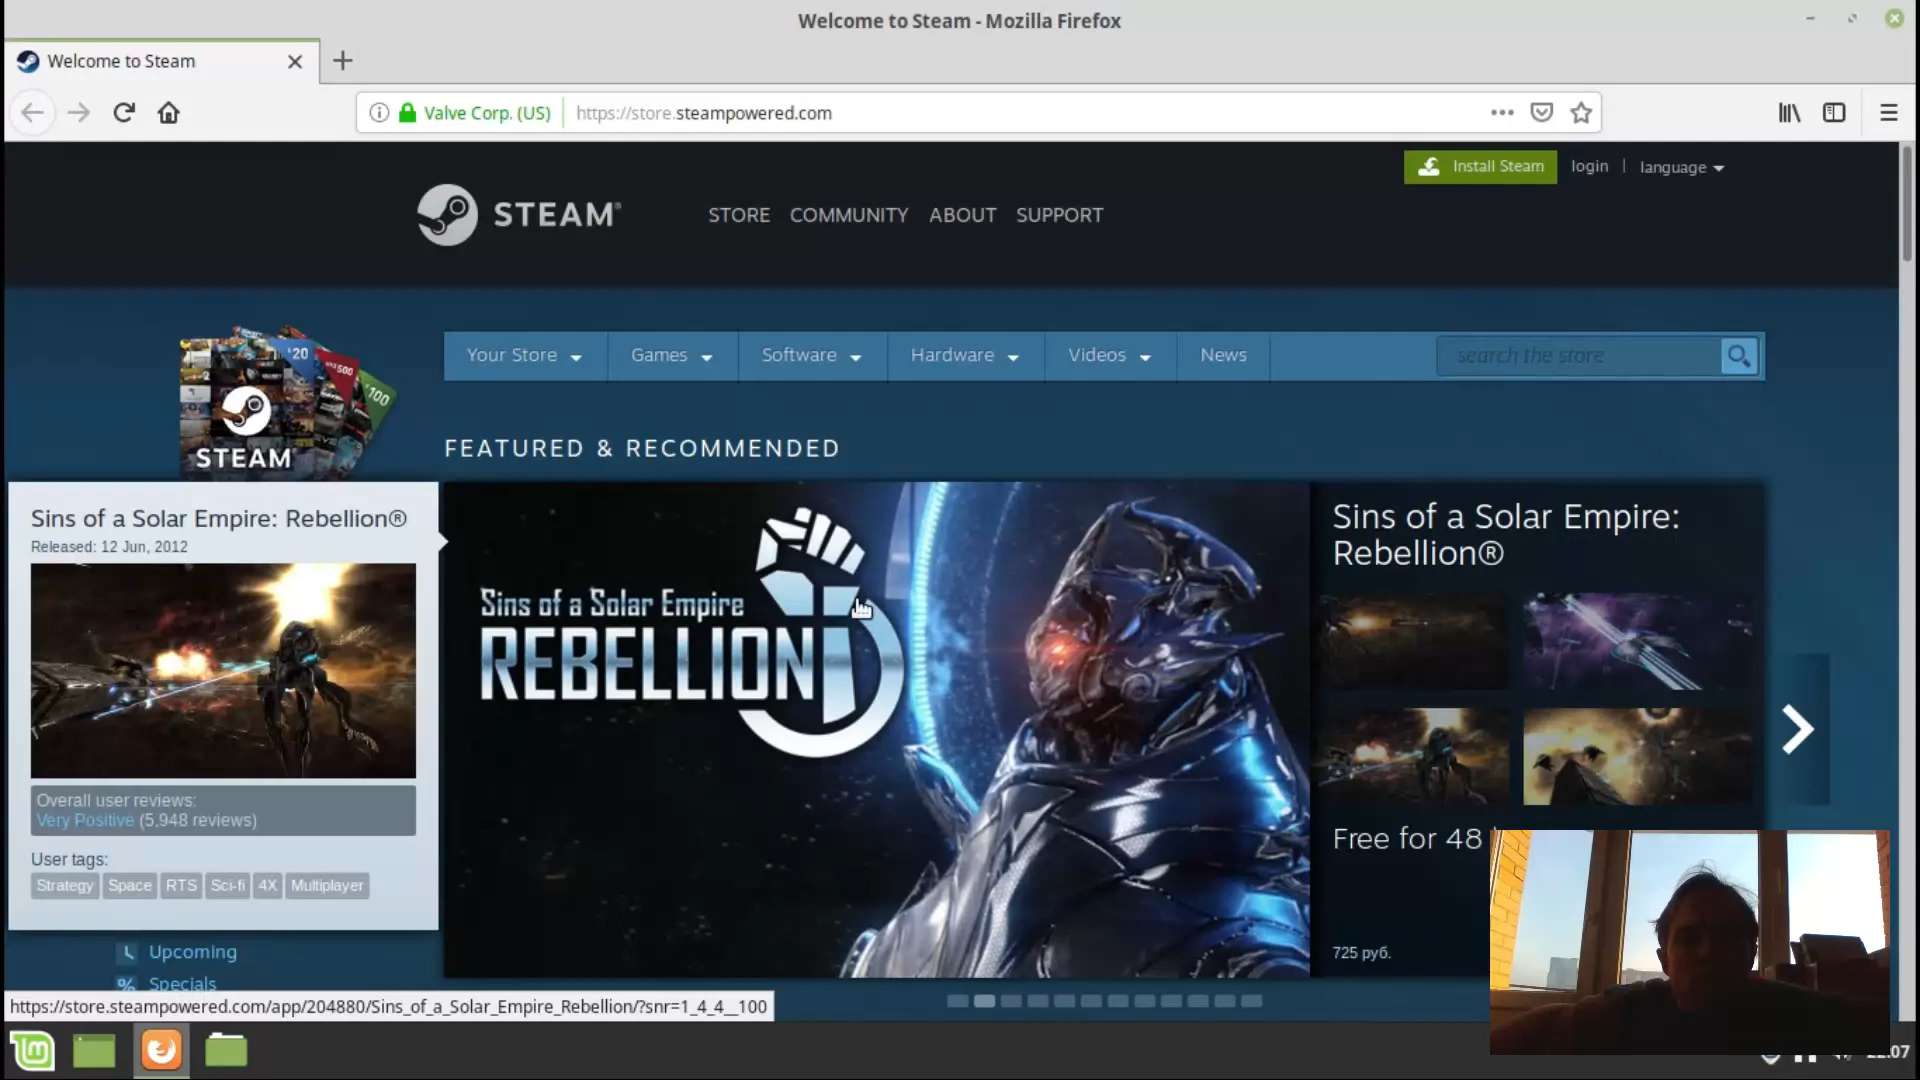 Welcome to Steam - Mozilla Firefox
Welcome to Steam
Valve Corp. (US) https://store.steampowered.com
Install Steam login language
STEAM®
STORE COMMUNITY ABOUT SUPPORT
$20
500
100
STEAM
Your Store Games Software Hardware Videos News search the store
FEATURED & RECOMMENDED
Sins of a Solar Empire: Rebellion®
Released: 12 Jun, 2012
Overall user reviews:
Very Positive (5,948 reviews)
User tags:
Strategy Space RTS Sci-fi 4X Multiplayer
Sins of a Solar Empire
REBELLION
Sins of a Solar Empire:
Rebellion®
Free for 48
725 руб.
Upcoming
Specials
https://store.steampowered.com/app/204880/Sins_of_a_Solar_Empire_Rebellion/?snr=1_4_4__100